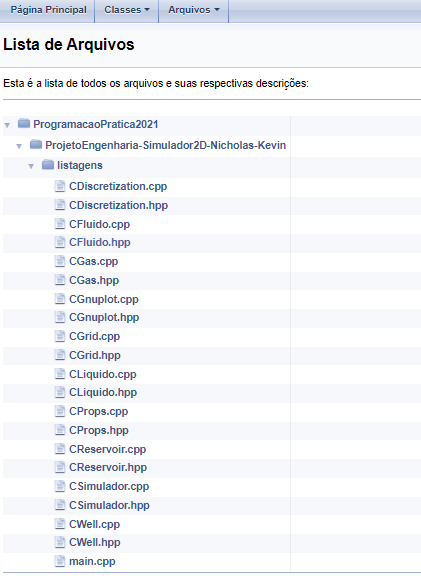 Página Principal Classes Arquivos
Lista de Arquivos
Esta é a lista de todos os arquivos e suas respectivas descrições:
ProgramacaoPratica2021
ProjetoEngenharia-Simulador2D-Nicholas-Kevin
listagens
CDiscretization.cpp
CDiscretization.hpp
CFluido.cpp
CFluido.hpp
CGas.cpp
CGas.hpp
CGnuplot.cpp
CGnuplot.hpp
CGrid.cpp
CGrid.hpp
CLiquido.cpp
CLiquido.hpp
CProps.cpp
CProps.hpp
CReservoir.cpp
CReservoir.hpp
CSimulador.cpp
CSimulador.hpp
CWell.cpp
CWell.hpp
main.cpp